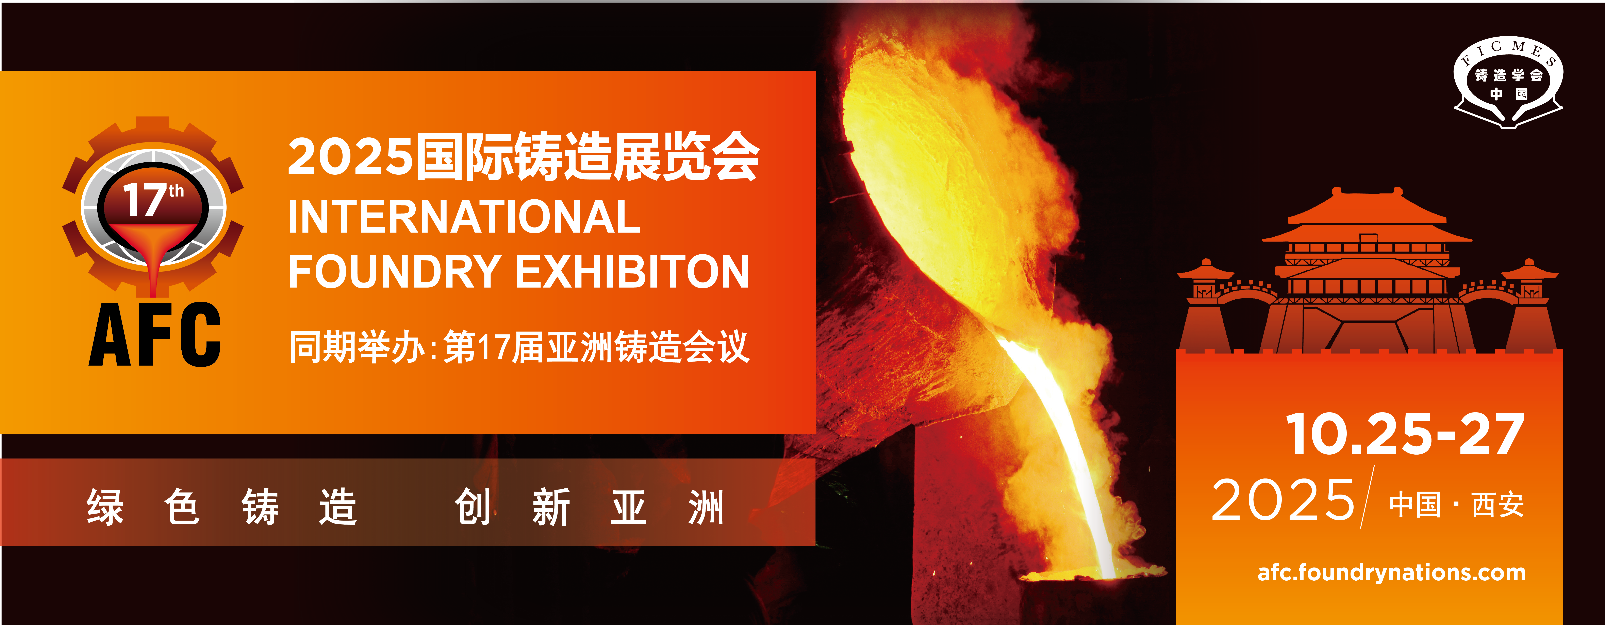 FICMES
铸造学会
中国
17th
AFC
2025国际铸造展览会
INTERNATIONAL
FOUNDRY EXHIBITON
同期举办:第17届亚洲铸造会议
绿色铸造 创新亚洲
10.25-27
2025/中国·西安
afc.foundrynations.com